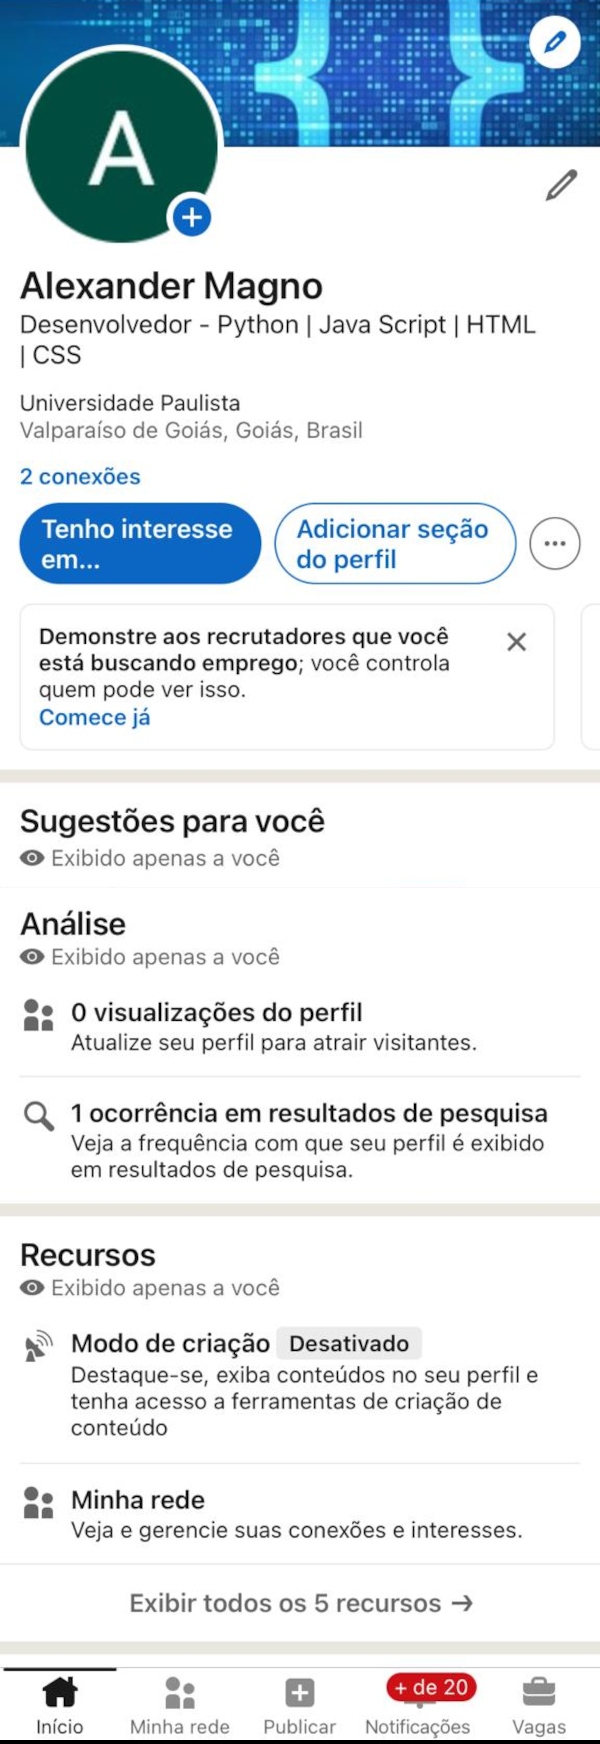 A
Alexander Magno
Desenvolvedor - Python | Java Script | HTML
| CSS
Universidade Paulista
Valparaíso de Goiás, Goiás, Brasil
2 conexões
Tenho interesse
em...
Adicionar seção
do perfil
Demonstre aos recrutadores que você
está buscando emprego; você controla
quem pode ver isso.
Comece já
Sugestões para você
Exibido apenas a você
Análise
Exibido apenas a você
0 visualizações do perfil
Atualize seu perfil para atrair visitantes.
1 ocorrência em resultados de pesquisa
Veja a frequência com que seu perfil é exibido
em resultados de pesquisa.
Recursos
Exibido apenas a você
Modo de criação Desativado
Destaque-se, exiba conteúdos no seu perfil e
tenha acesso a ferramentas de criação de
conteúdo
Minha rede
Veja e gerencie suas conexões e interesses.
Exibir todos os 5 recursos →
+ de 20
Início Minha rede Publicar Notificações Vagas